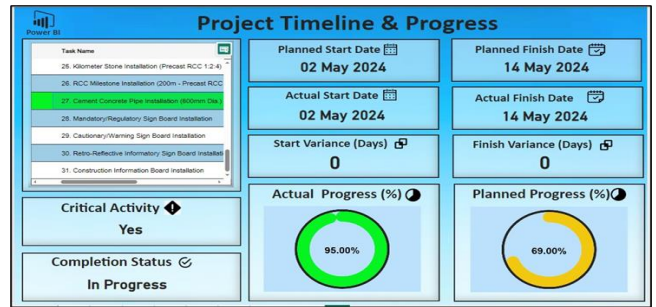 Power BI
Project Timeline & Progress
Task Name
26. Kilometer Stone Installation (Precast RCC 1:2:4)
26. RCC Milestone Installation (200m - Precast RCC
27. Cement Concrete Pipe Installation (600mm Dia.)
28. Mandatory/Regulatory Sign Board Installation
29. Cautionary/Warning Sign Board Installation
30. Retro-Reflective Informatory Sign Board Installati
31. Construction Information Board Installation
Critical Activity
Yes
Completion Status
In Progress
Planned Start Date
02 May 2024
Planned Finish Date
14 May 2024
Actual Start Date
02 May 2024
Actual Finish Date
14 May 2024
Start Variance (Days)
0
Finish Variance (Days)
0
Actual Progress (%)
95.00%
Planned Progress (%)
69.00%